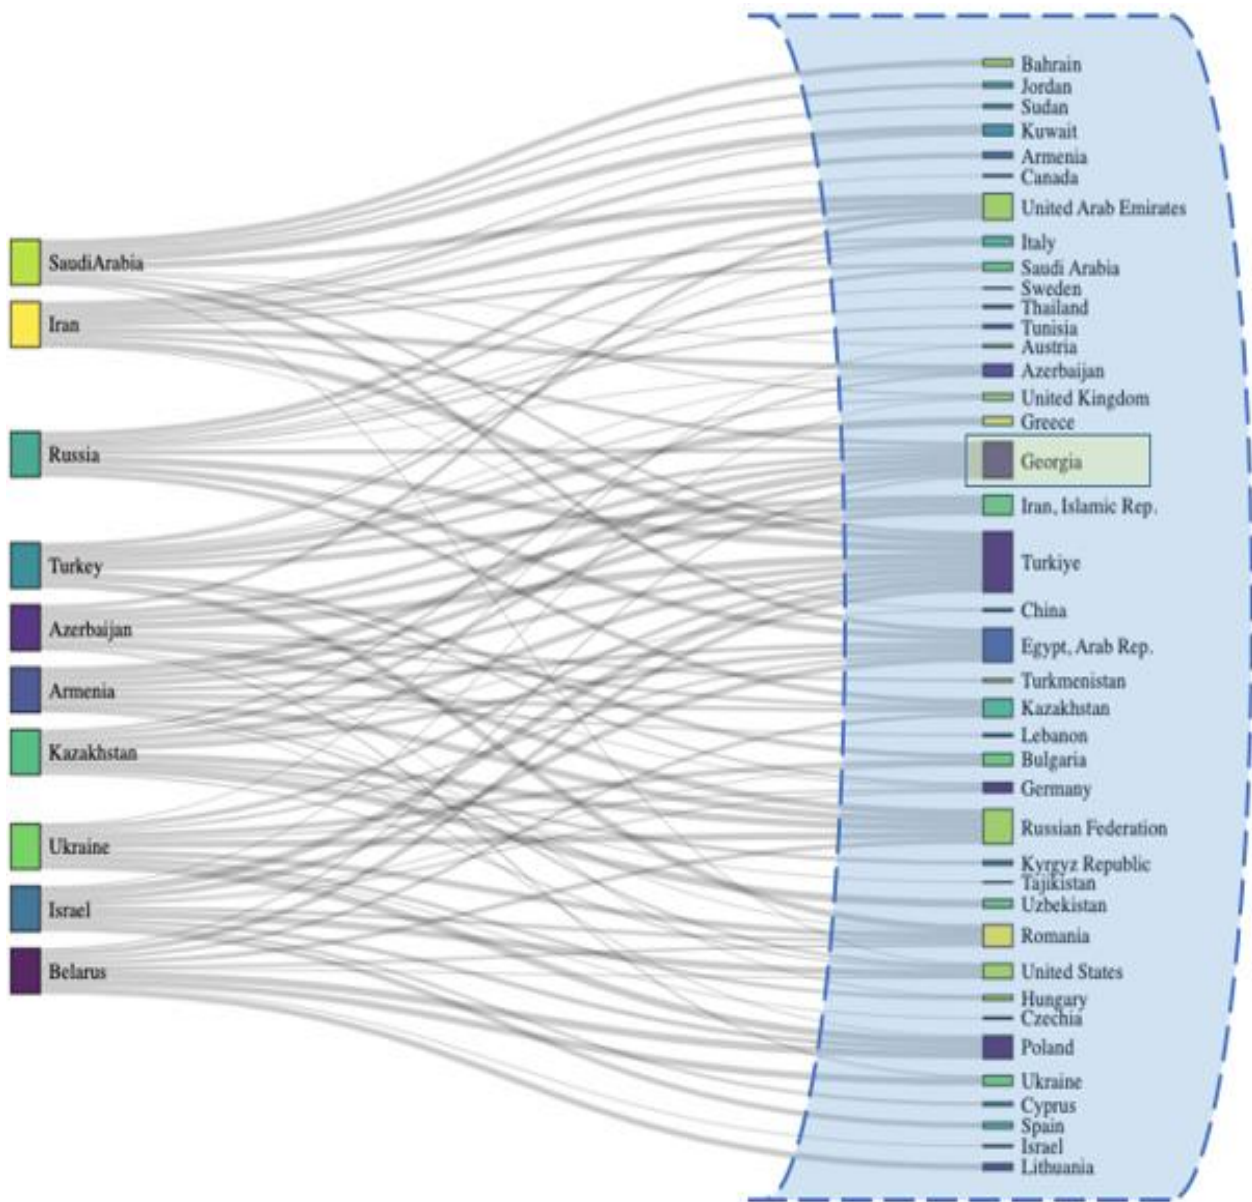 SaudiArabia
Iran
Russia
Turkey
Azerbaijan
Armenia
Kazakhstan
Ukraine
Israel
Belarus
Bahrain
Jordan
Sudan
Kuwait
Armenia
Canada
United Arab Emirates
Italy
Saudi Arabia
Sweden
Thailand
Tunisia
Austria
Azerbaijan
United Kingdom
Greece
Georgia
Iran, Islamic Rep.
Turkiye
China
Egypt, Arab Rep.
Turkmenistan
Kazakhstan
Lebanon
Bulgaria
Germany
Russian Federation
Kyrgyz Republic
Tajikistan
Uzbekistan
Romania
United States
Hungary
Czechia
Poland
Ukraine
Cyprus
Spain
Israel
Lithuania